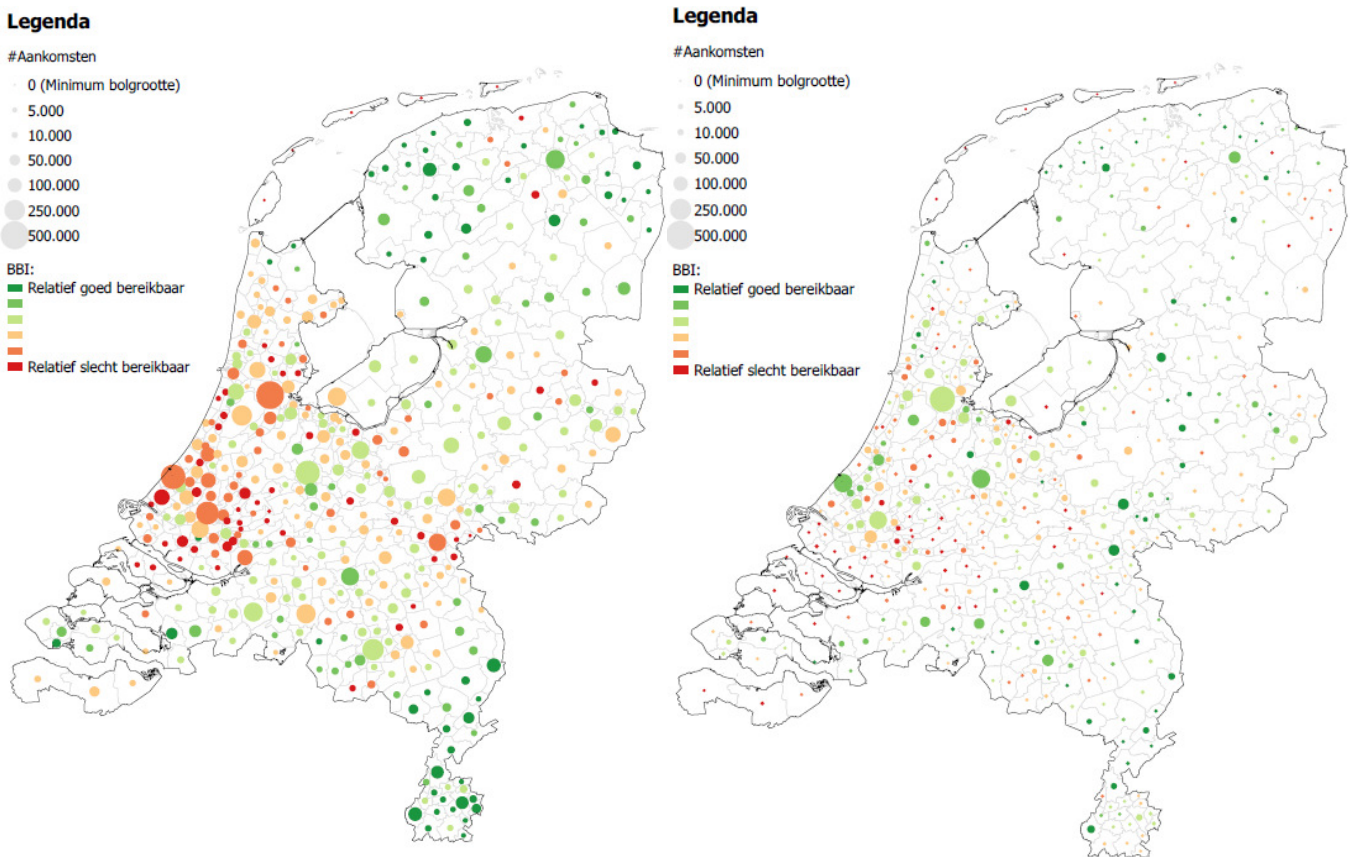 Legenda
#Aankomsten
0 (Minimum bolgrootte)
5.000
10.000
50.000
100.000
250.000
500.000
BBI:
Relatief goed bereikbaar
Relatief slecht bereikbaar
Legenda
#Aankomsten
0 (Minimum bolgrootte)
5.000
10.000
50.000
100.000
250.000
500.000
BBI:
Relatief goed bereikbaar
Relatief slecht bereikbaar